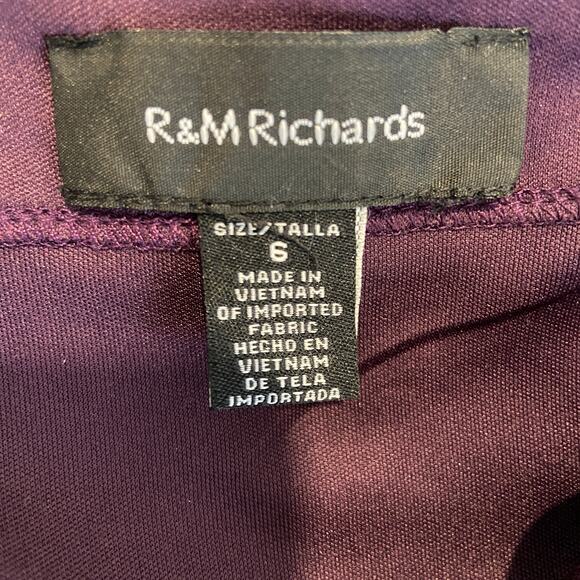 R&M Richards
SIZE/TALLA
6
MADE IN
VIETNAM
OF IMPORTED
FABRIC
HECHO EN
VIETNAM
DE TELA
IMPORTADA